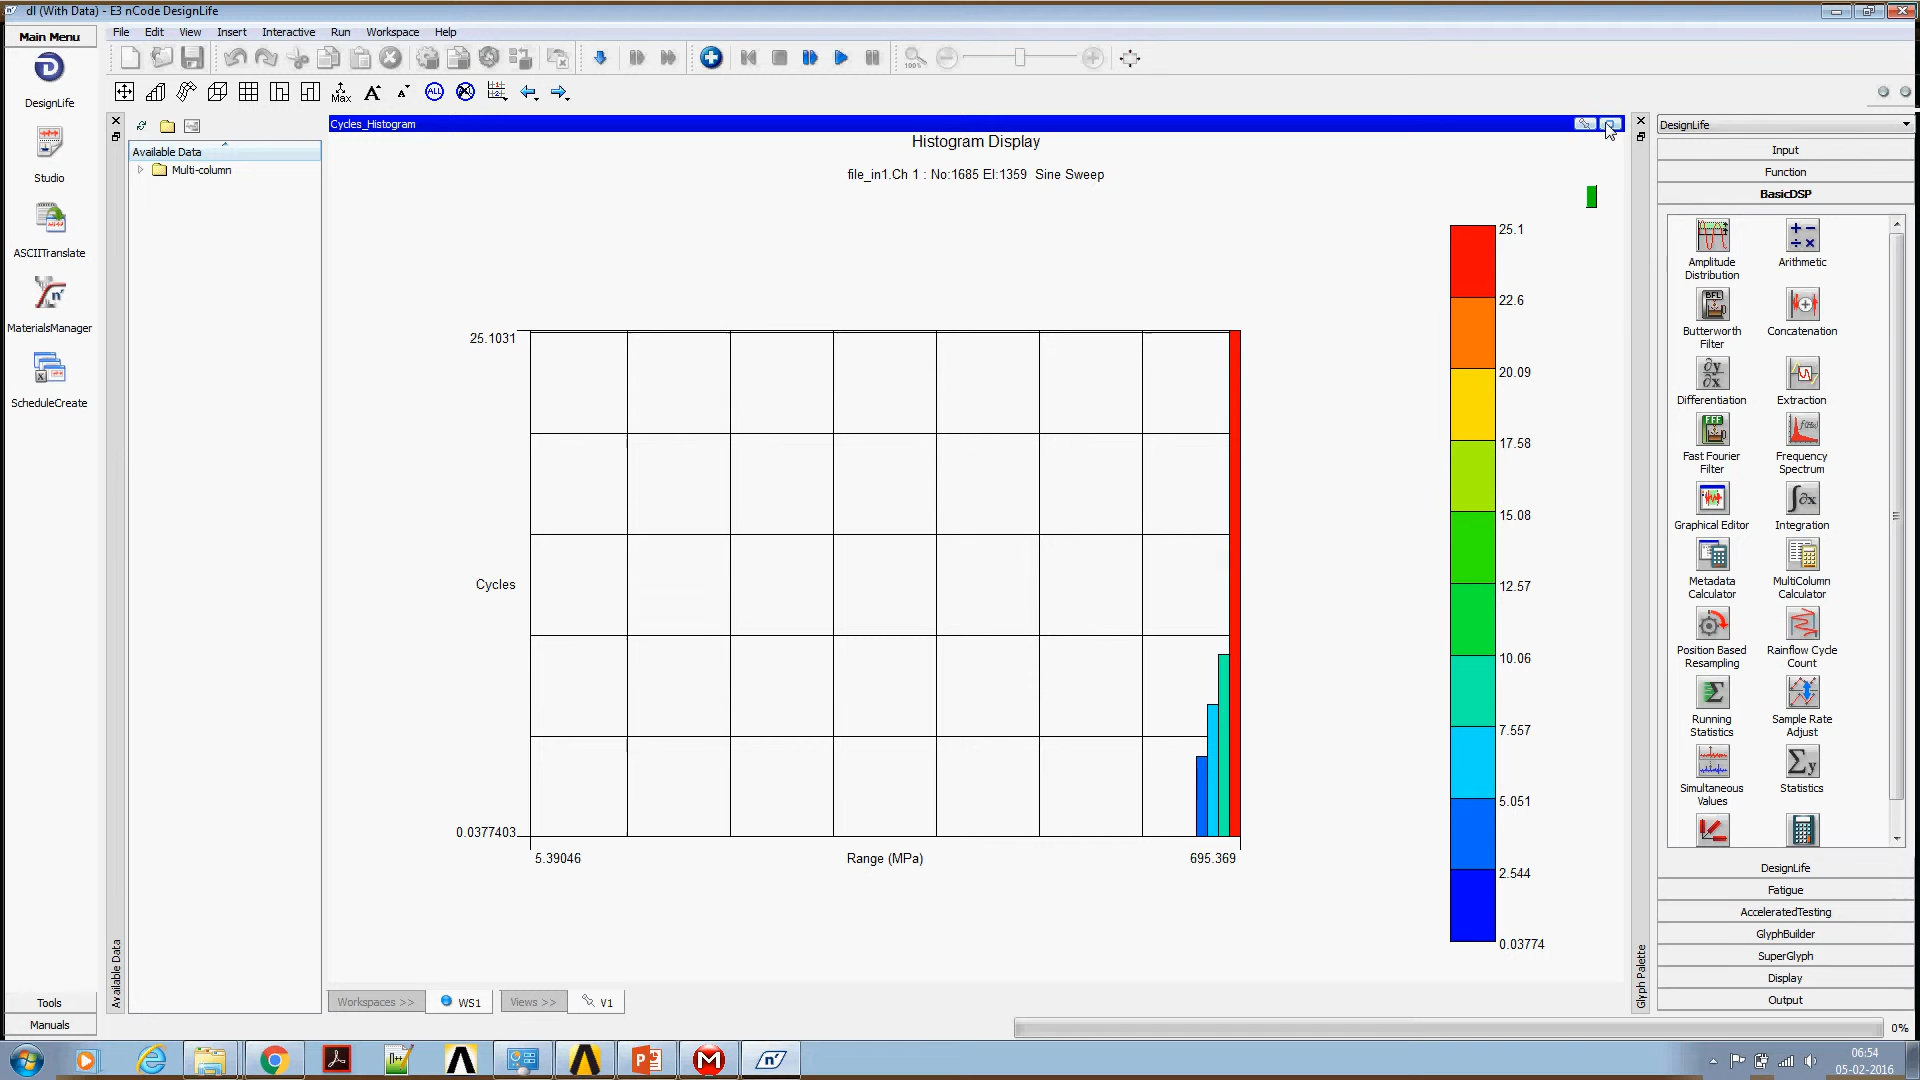 dl (With Data) - E3 nCode DesignLife
Main Menu
File Edit View Insert Interactive Run Workspace Help
100%
Max
A A
ALL
DesignLife
Studio
ASCIITranslate
MaterialsManager
ScheduleCreate
Tools
Manuals
Available Data
Multi-column
Available Data
Cycles_Histogram
Histogram Display
file_in1.Ch 1 : No:1685 El:1359 Sine Sweep
25.1031
Cycles
0.0377403
5.39046
Range (MPa)
695.369
25.1
22.6
20.09
17.58
15.08
12.57
10.06
7.557
5.051
2.544
0.03774
Workspaces >> WS1 Views >> V1
Glyph Palette
DesignLife
Input
Function
BasicDSP
Amplitude Distribution
Arithmetic
Butterworth Filter
Concatenation
Differentiation
Extraction
Fast Fourier Filter
Frequency Spectrum
Graphical Editor
Integration
Metadata Calculator
MultiColumn Calculator
Position Based Resampling
Rainflow Cycle Count
Running Statistics
Sample Rate Adjust
Simultaneous Values
Statistics
DesignLife
Fatigue
AcceleratedTesting
GlyphBuilder
SuperGlyph
Display
Output
0%
06:54
05-02-2016